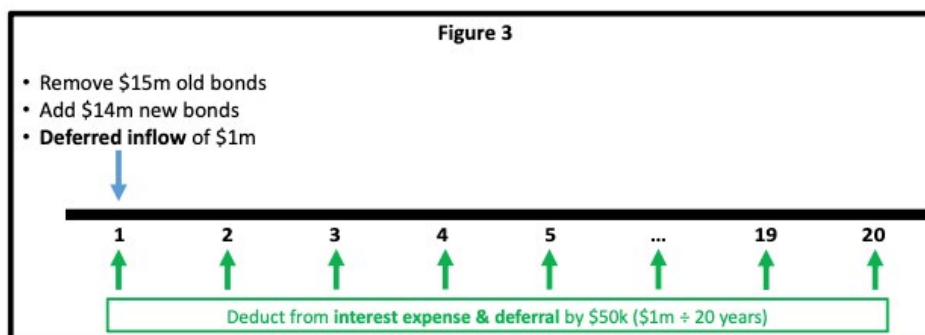 Figure 3
• Remove $15m old bonds
• Add $14m new bonds
• Deferred inflow of $1m
1 2 3 4 5 ... 19 20
Deduct from interest expense & deferral by $50k ($1m ÷ 20 years)